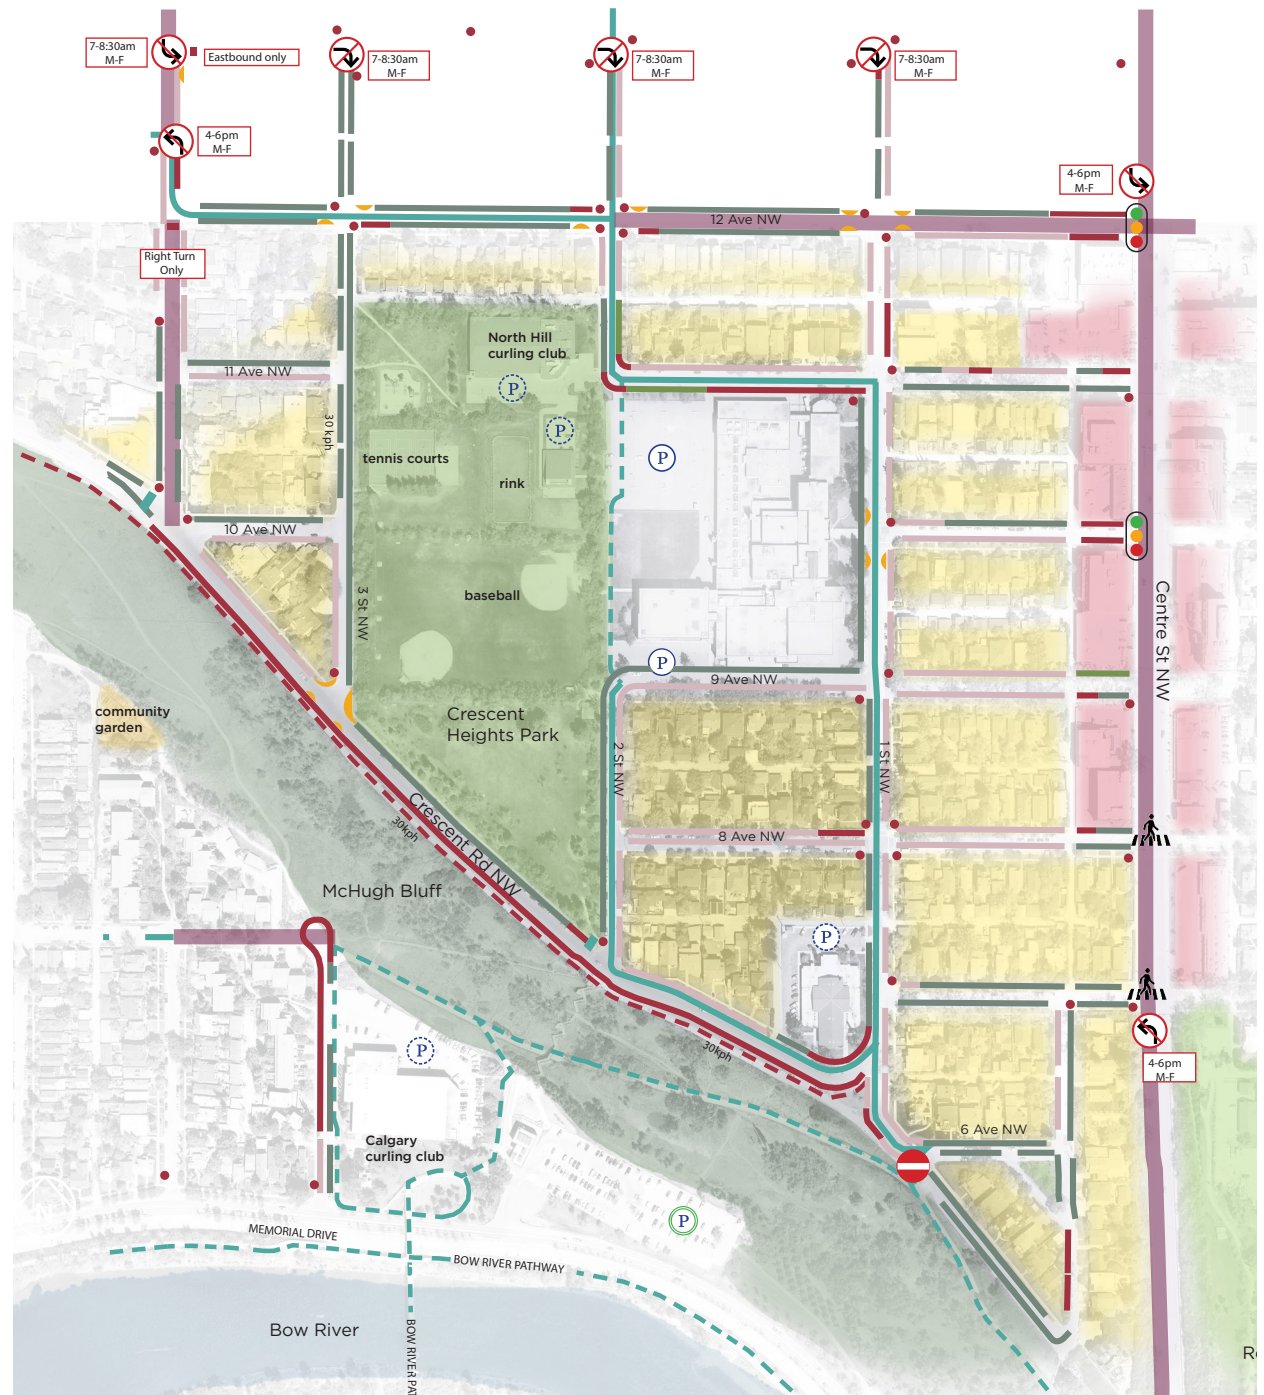 7-8:30am
M-F
Eastbound only
7-8:30am
M-F
7-8:30am
M-F
7-8:30am
M-F
4-6pm
M-F
4-6pm
M-F
12 Ave NW
Right Turn
Only
North Hill
curling club
11 Ave NW
P
30 kph
P
tennis courts
P
rink
10 Ave NW
baseball
3 St NW
Centre St NW
P
9 Ave NW
community
garden
Crescent
Heights Park
2 St NW
1 St NW
Crescent Rd NW
30kph
8 Ave NW
McHugh Bluff
P
30kph
P
4-6pm
M-F
Calgary
curling club
6 Ave NW
P
MEMORIAL DRIVE
BOW RIVER PATHWAY
Bow River
BOW RIVER PAT
R